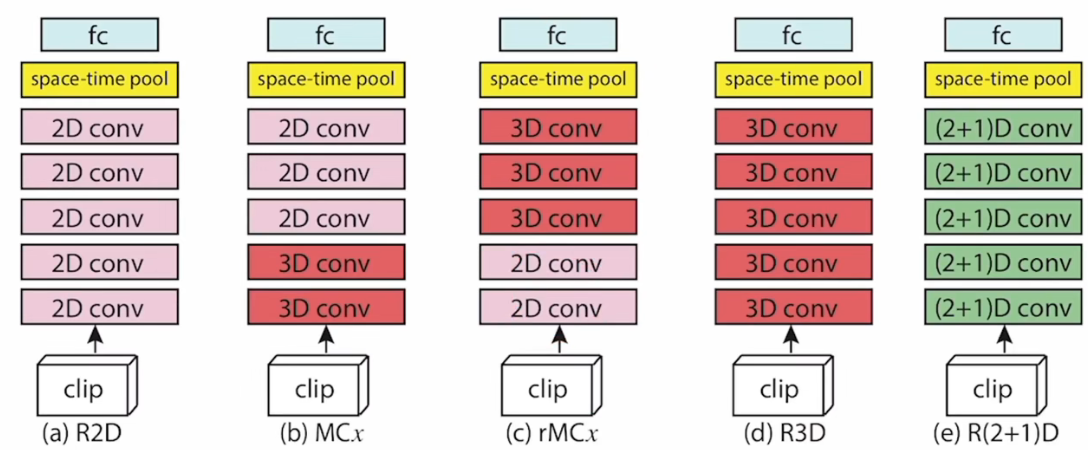 fc
space-time pool
2D conv
2D conv
2D conv
2D conv
2D conv
clip
(a) R2D
fc
space-time pool
2D conv
2D conv
2D conv
3D conv
3D conv
clip
(b) MCx
fc
space-time pool
3D conv
3D conv
3D conv
2D conv
2D conv
clip
(c) rMCx
fc
space-time pool
3D conv
3D conv
3D conv
3D conv
3D conv
clip
(d) R3D
fc
space-time pool
(2+1)D conv
(2+1)D conv
(2+1)D conv
(2+1)D conv
(2+1)D conv
clip
(e) R(2+1)D